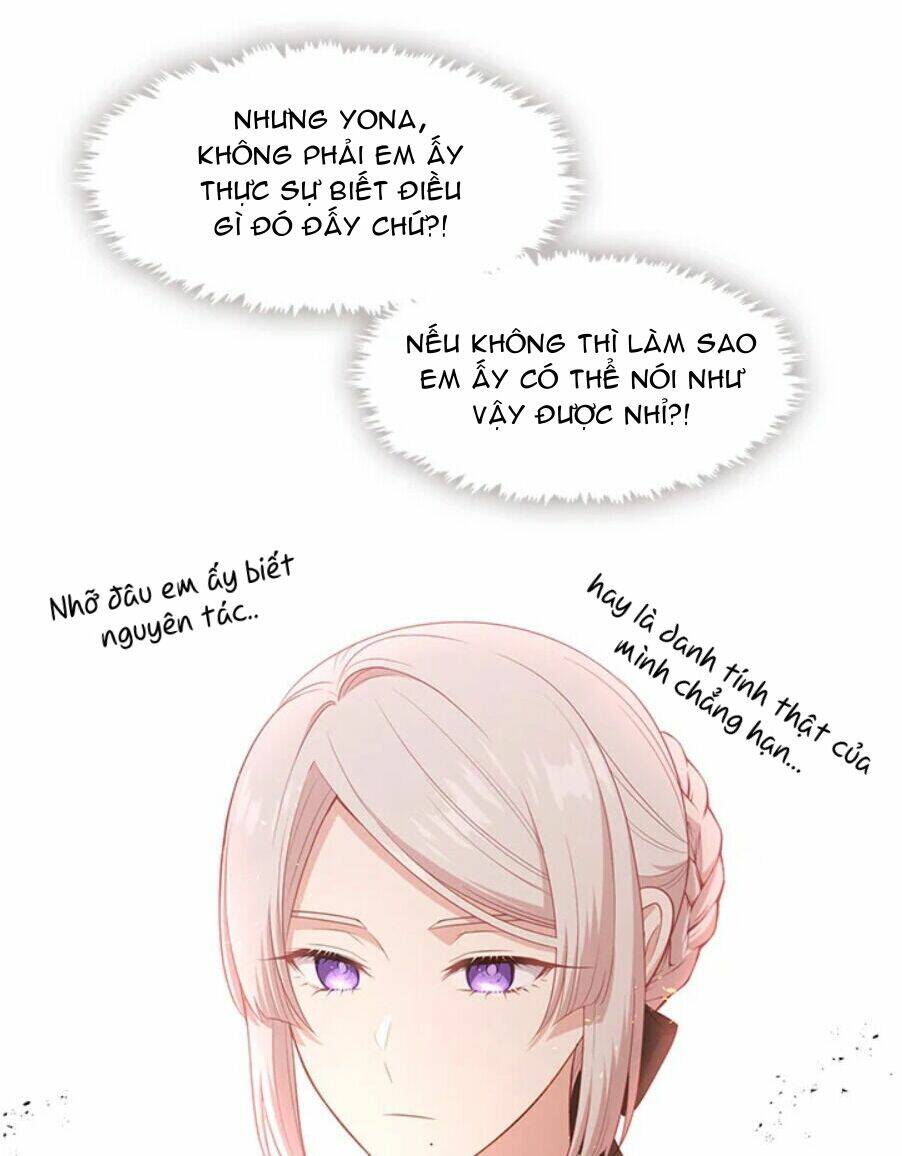 NHƯNG YONA,
KHÔNG PHẢI EM ẤY
THỰC SỰ BIẾT ĐIỀU
GÌ ĐÓ ĐẤY CHỨ?!
NẾU KHÔNG THÌ LÀM SAO
EM ẤY CÓ THỂ NÓI NHƯ
VẬY ĐƯỢC NHỈ?!
Nhỡ đâu em ấy biết
nguyên tác..
hay là danh tính thật của
mình chẳng hạn...